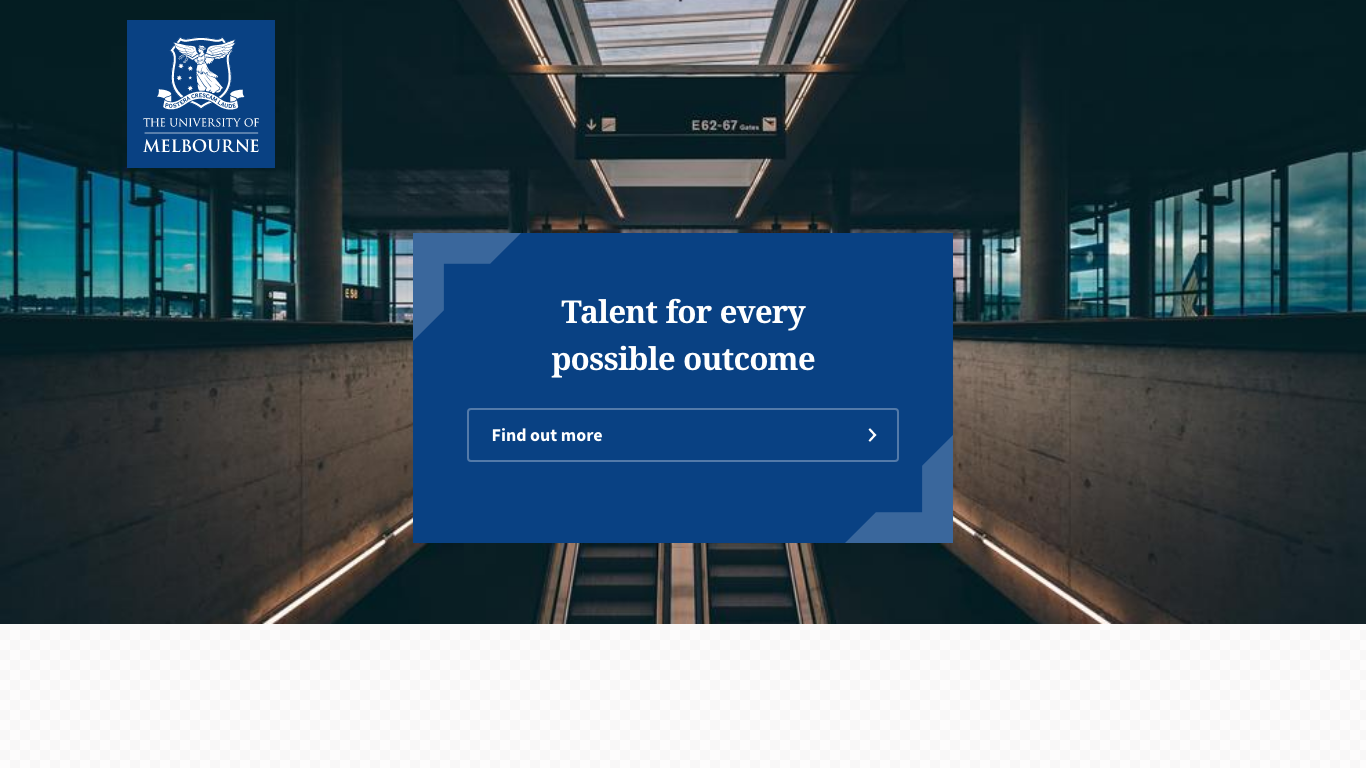 POSTERA CRESCAM LAUDE
THE UNIVERSITY OF
MELBOURNE
E62-67 Gates
E58
Talent for every
possible outcome
Find out more